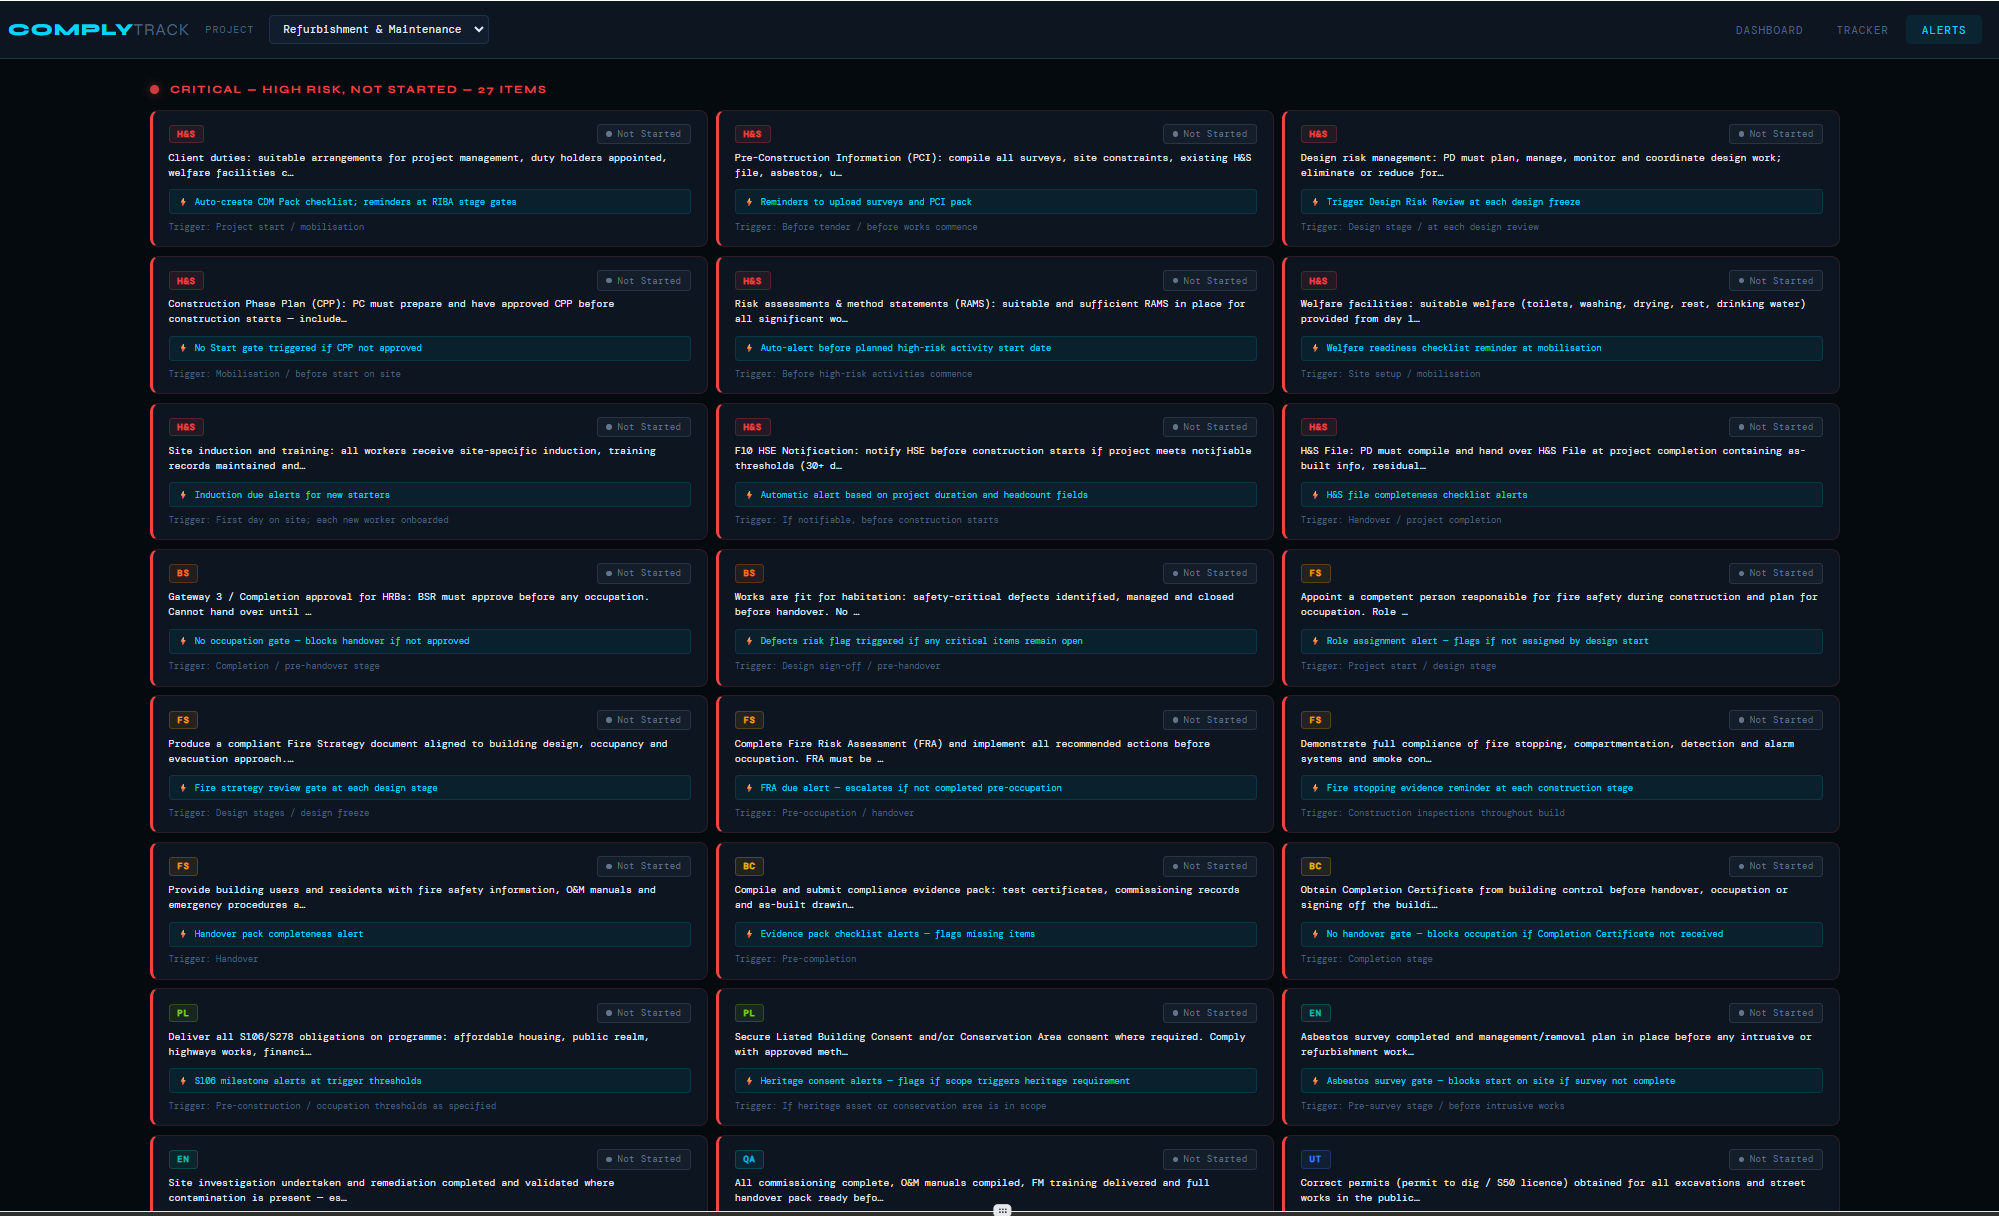 COMPLYTRACK PROJECT Refurbishment & Maintenance DASHBOARD TRACKER ALERTS
CRITICAL — HIGH RISK, NOT STARTED — 27 ITEMS
H&S Not Started
Client duties: suitable arrangements for project management, duty holders appointed,
welfare facilities c…
Auto-create CDM Pack checklist; reminders at RIBA stage gates
Trigger: Project start / mobilisation
H&S Not Started
Pre-Construction Information (PCI): compile all surveys, site constraints, existing H&S
file, asbestos, u…
Reminders to upload surveys and PCI pack
Trigger: Before tender / before works commence
H&S Not Started
Design risk management: PD must plan, manage, monitor and coordinate design work;
eliminate or reduce for…
Trigger Design Risk Review at each design freeze
Trigger: Design stage / at each design review
H&S Not Started
Construction Phase Plan (CPP): PC must prepare and have approved CPP before
construction starts — include…
No Start gate triggered if CPP not approved
Trigger: Mobilisation / before start on site
H&S Not Started
Risk assessments & method statements (RAMS): suitable and sufficient RAMS in place for
all significant wo…
Auto-alert before planned high-risk activity start date
Trigger: Before high-risk activities commence
H&S Not Started
Welfare facilities: suitable welfare (toilets, washing, drying, rest, drinking water)
provided from day 1…
Welfare readiness checklist reminder at mobilisation
Trigger: Site setup / mobilisation
H&S Not Started
Site induction and training: all workers receive site-specific induction, training
records maintained and…
Induction due alerts for new starters
Trigger: First day on site; each new worker onboarded
H&S Not Started
F10 HSE Notification: notify HSE before construction starts if project meets notifiable
thresholds (30+ d…
Automatic alert based on project duration and headcount fields
Trigger: If notifiable, before construction starts
H&S Not Started
H&S File: PD must compile and hand over H&S File at project completion containing as-
built info, residual…
H&S file completeness checklist alerts
Trigger: Handover / project completion
BS Not Started
Gateway 3 / Completion approval for HRBs: BSR must approve before any occupation.
Cannot hand over until …
No occupation gate — blocks handover if not approved
Trigger: Completion / pre-handover stage
BS Not Started
Works are fit for habitation: safety-critical defects identified, managed and closed
before handover. No …
Defects risk flag triggered if any critical items remain open
Trigger: Design sign-off / pre-handover
FS Not Started
Appoint a competent person responsible for fire safety during construction and plan for
occupation. Role …
Role assignment alert — flags if not assigned by design start
Trigger: Project start / design stage
FS Not Started
Produce a compliant Fire Strategy document aligned to building design, occupancy and
evacuation approach.…
Fire strategy review gate at each design stage
Trigger: Design stages / design freeze
FS Not Started
Complete Fire Risk Assessment (FRA) and implement all recommended actions before
occupation. FRA must be …
FRA due alert — escalates if not completed pre-occupation
Trigger: Pre-occupation / handover
FS Not Started
Demonstrate full compliance of fire stopping, compartmentation, detection and alarm
systems and smoke con…
Fire stopping evidence reminder at each construction stage
Trigger: Construction inspections throughout build
FS Not Started
Provide building users and residents with fire safety information, O&M manuals and
emergency procedures a…
Handover pack completeness alert
Trigger: Handover
BC Not Started
Compile and submit compliance evidence pack: test certificates, commissioning records
and as-built drawin…
Evidence pack checklist alerts — flags missing items
Trigger: Pre-completion
BC Not Started
Obtain Completion Certificate from building control before handover, occupation or
signing off the buildi…
No handover gate — blocks occupation if Completion Certificate not received
Trigger: Completion stage
PL Not Started
Deliver all S106/S278 obligations on programme: affordable housing, public realm,
highways works, financi…
S106 milestone alerts at trigger thresholds
Trigger: Pre-construction / occupation thresholds as specified
PL Not Started
Secure Listed Building Consent and/or Conservation Area consent where required. Comply
with approved meth…
Heritage consent alerts — flags if scope triggers heritage requirement
Trigger: If heritage asset or conservation area is in scope
EN Not Started
Asbestos survey completed and management/removal plan in place before any intrusive or
refurbishment work…
Asbestos survey gate — blocks start on site if survey not complete
Trigger: Pre-survey stage / before intrusive works
EN Not Started
Site investigation undertaken and remediation completed and validated where
contamination is present — es…
QA Not Started
All commissioning complete, O&M manuals compiled, FM training delivered and full
handover pack ready befo…
UT Not Started
Correct permits (permit to dig / S50 licence) obtained for all excavations and street
works in the public…